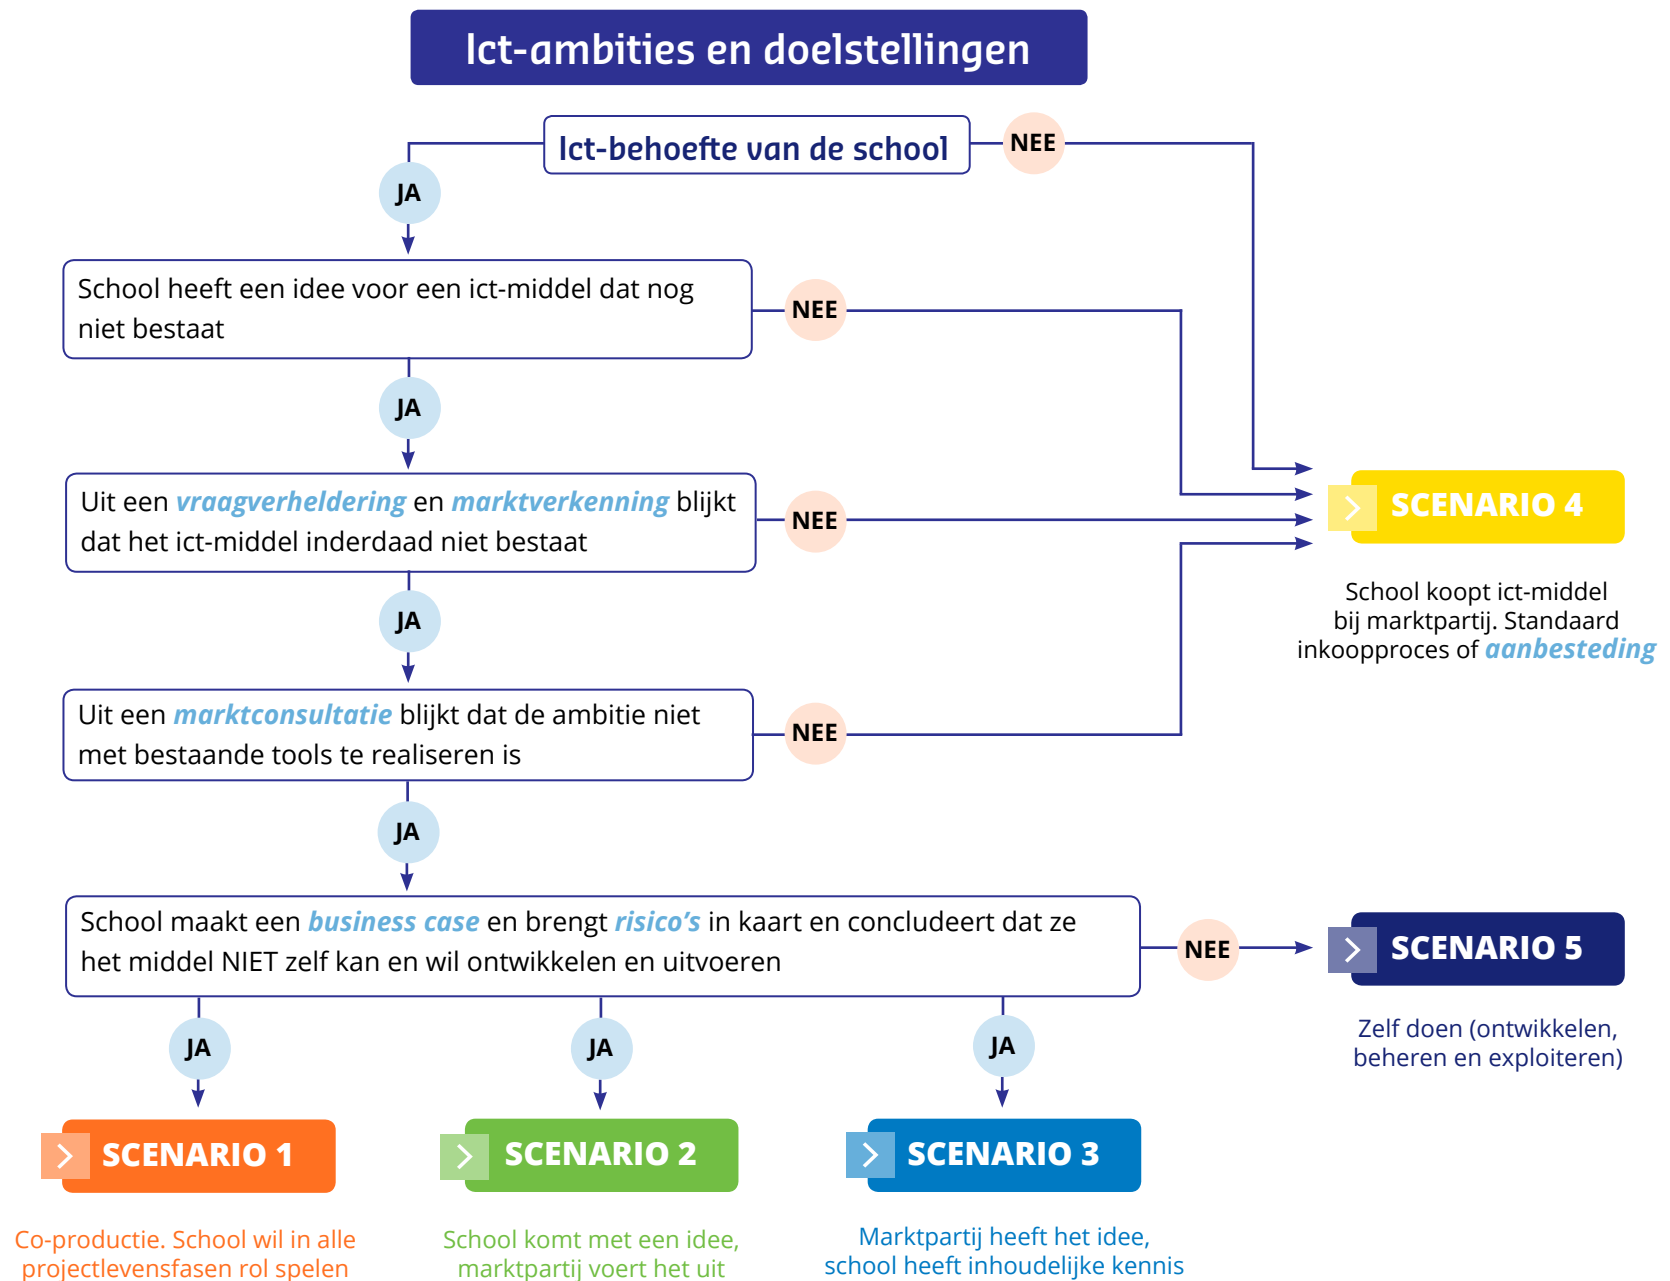 Ict-ambities en doelstellingen
Ict-behoefte van de school
NEE
JA
School heeft een idee voor een ict-middel dat nog
niet bestaat
NEE
JA
Uit een vraagverheldering en marktverkenning blijkt
dat het ict-middel inderdaad niet bestaat
NEE
SCENARIO 4
School koopt ict-middel
bij marktpartij. Standaard
inkoopproces of aanbesteding
JA
Uit een marktconsultatie blijkt dat de ambitie niet
met bestaande tools te realiseren is
NEE
JA
School maakt een business case en brengt risico’s in kaart en concludeert dat ze
het middel NIET zelf kan en wil ontwikkelen en uitvoeren
NEE
SCENARIO 5
Zelf doen (ontwikkelen,
beheren en exploiteren)
JA
JA
JA
SCENARIO 1
Co-productie. School wil in alle
projectlevensfasen rol spelen
SCENARIO 2
School komt met een idee,
marktpartij voert het uit
SCENARIO 3
Marktpartij heeft het idee,
school heeft inhoudelijke kennis